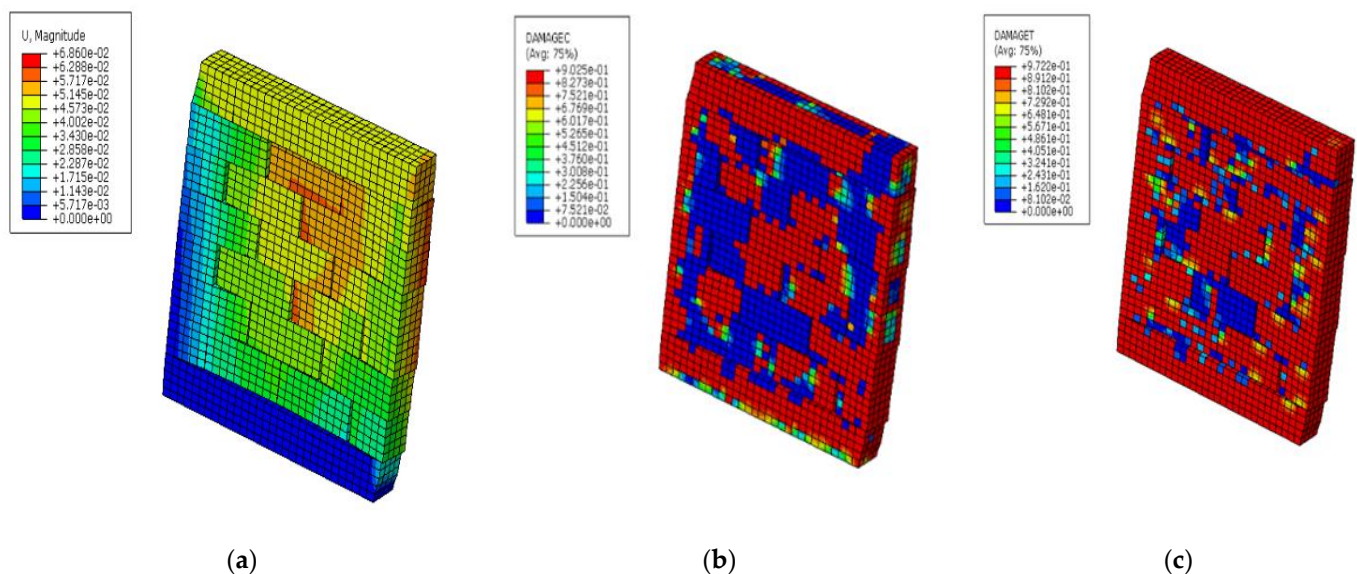 U, Magnitude
+6.860e-02
+6.288e-02
+5.717e-02
+5.145e-02
+4.573e-02
+4.002e-02
+3.430e-02
+2.858e-02
+2.287e-02
+1.715e-02
+1.143e-02
+5.717e-03
+0.000e+00
DAMAGEC
(Avg: 75%)
+9.025e-01
+8.273e-01
+7.521e-01
+6.769e-01
+6.017e-01
+5.265e-01
+4.512e-01
+3.760e-01
+3.008e-01
+2.256e-01
+1.504e-01
+7.521e-02
+0.000e+00
DAMAGET
(Avg: 75%)
+9.722e-01
+8.912e-01
+8.102e-01
+7.292e-01
+6.481e-01
+5.671e-01
+4.861e-01
+4.051e-01
+3.241e-01
+2.431e-01
+1.620e-01
+8.102e-02
+0.000e+00
(a)
(b)
(c)